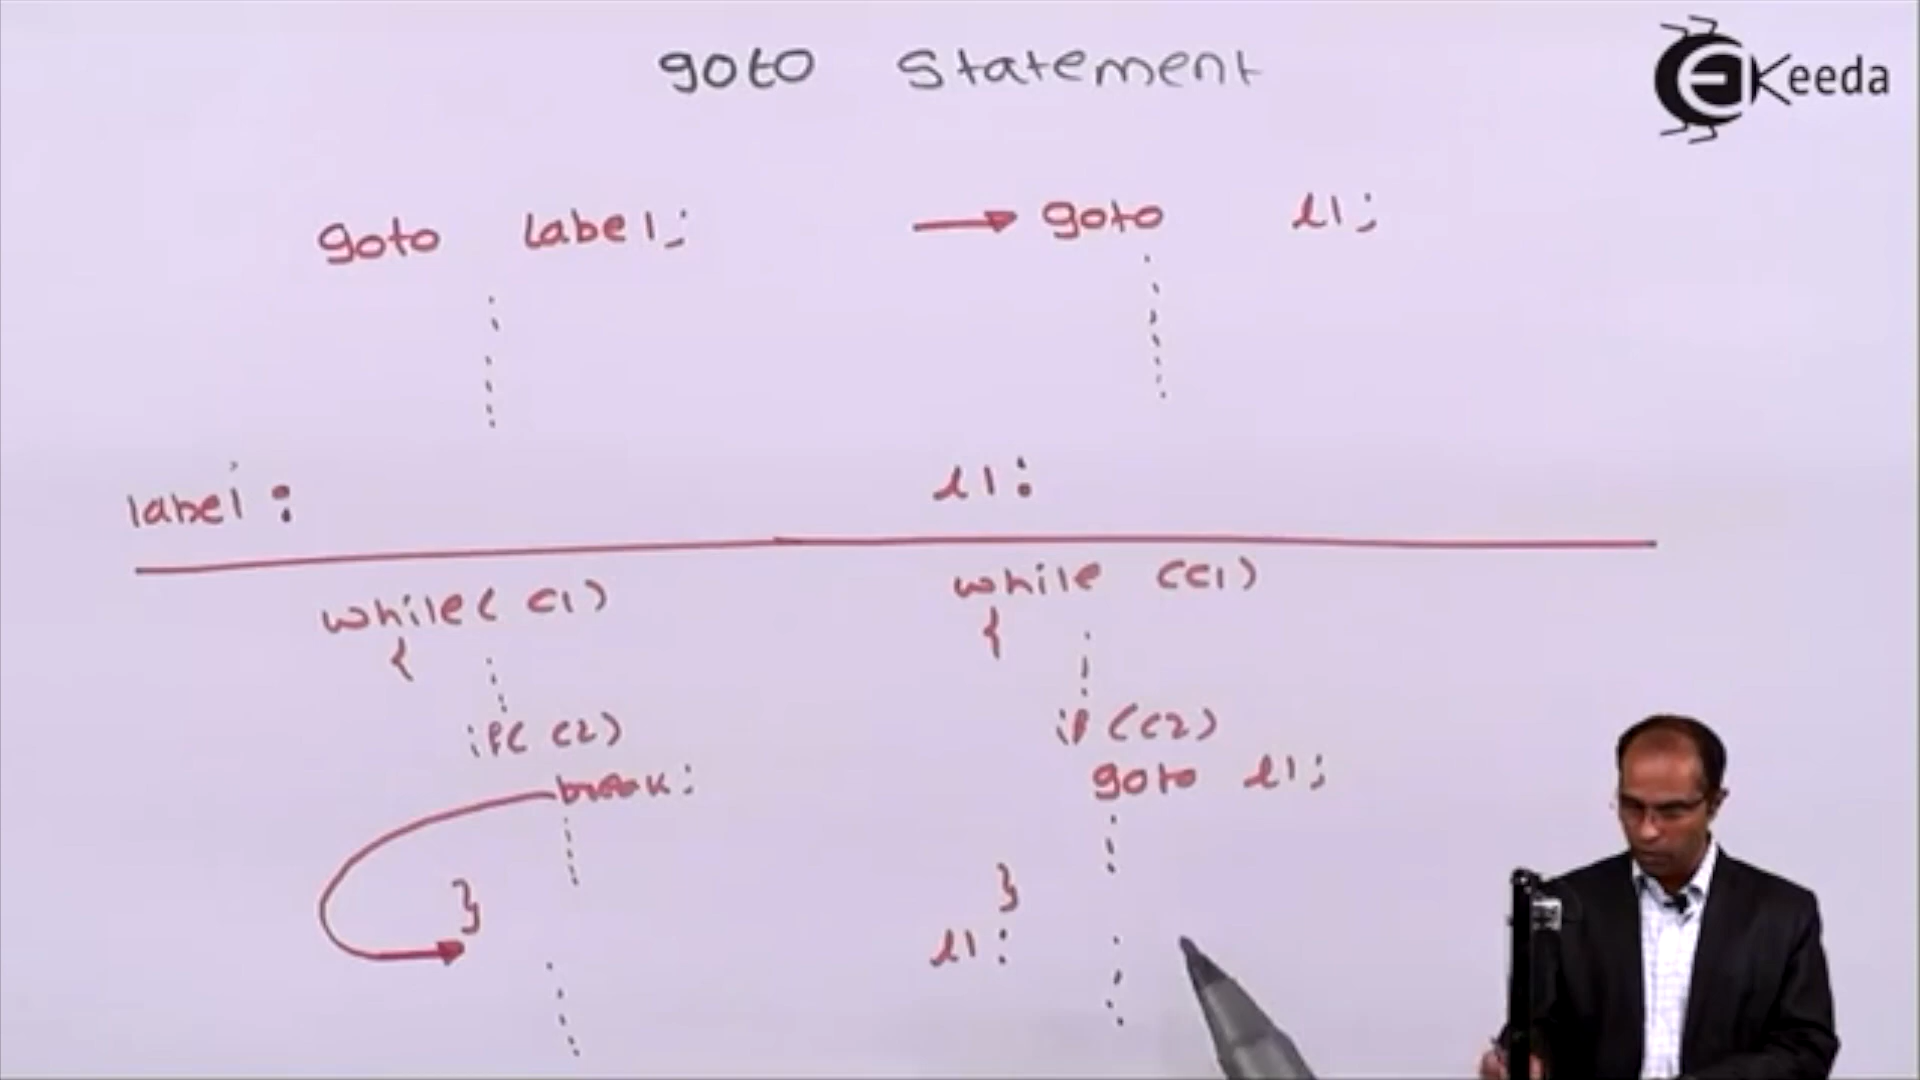 goto statement
EKeeda
goto label;
label :
goto l1;
l1 :
while( c1)
{
if( c2)
break;
}
while (c1)
{
if (c2)
goto l1;
}
l1 :